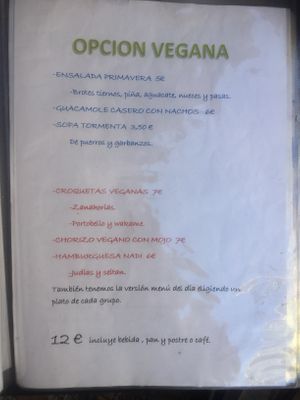 OPCION VEGANA
-ENSALADA PRIMAVERA 5€
-Brotes tiernos, piña, aguacate, nueces y pasas.
-GUACAMOLE CASERO CON NACHOS 6€
-SOPA TORMENTA 3,50 €
De puerros y garbanzos.
-CROQUETAS VEGANAS 7€
-Zanahorias.
-Portobello y wakame.
-CHORIZO VEGANO CON MOJO 7€
-HAMBURGUESA NADI 6€
-Judias y seitan.
También tenemos la versión menú del día eligiendo un
plato de cada grupo.
12 € incluye bebida, pan y postre o café.